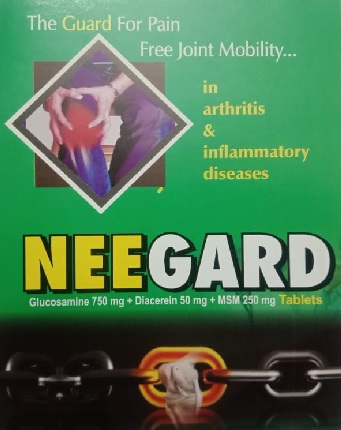 The Guard For Pain
Free Joint Mobility...
in
arthritis
&
inflammatory
diseases
NEEGARD
Glucosamine 750 mg + Diacerein 50 mg + MSM 250 mg Tablets